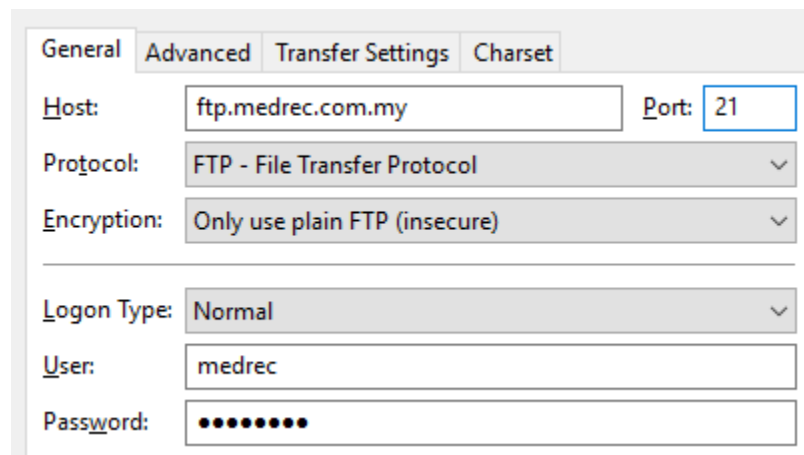 General Advanced Transfer Settings Charset
Host: ftp.medrec.com.my Port: 21
Protocol: FTP - File Transfer Protocol
Encryption: Only use plain FTP (insecure)
Logon Type: Normal
User: medrec
Password: ●●●●●●●●